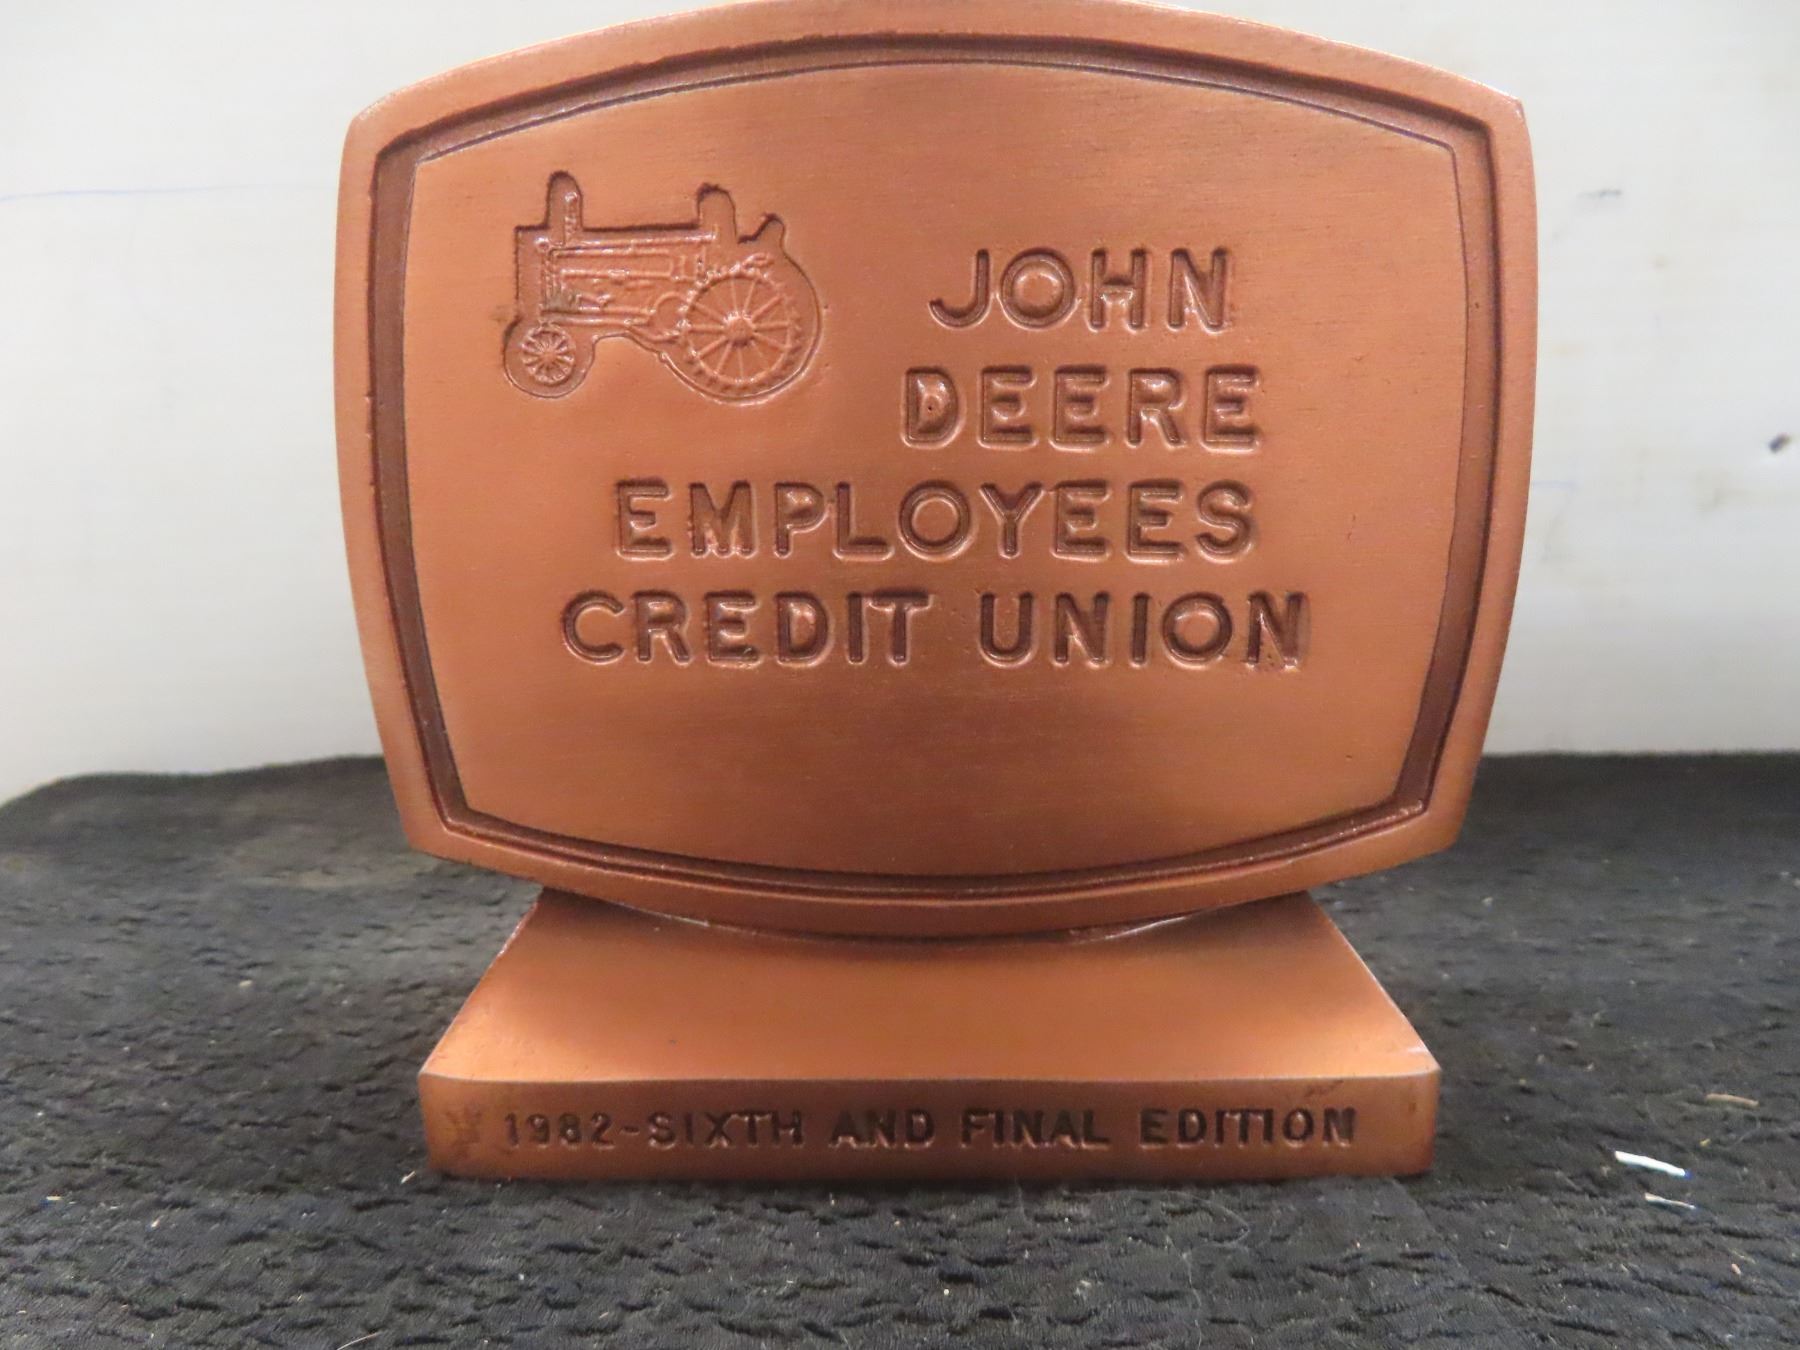 JOHN
DEERE
EMPLOYEES
CREDIT UNION
1982-SIXTH AND FINAL EDITION